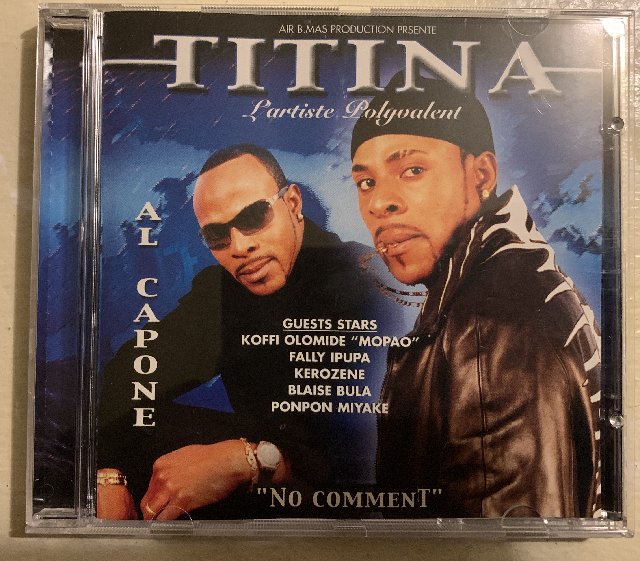 AIR B.MAS PRODUCTION PRSENTE
TITINA
L'artiste Polyvalent
AL CAPONE
GUESTS STARS
KOFFI OLOMIDE "MOPAO"
FALLY IPUPA
KEROZENE
BLAISE BULA
PONPON MIYAKE
"NO COMMENT"